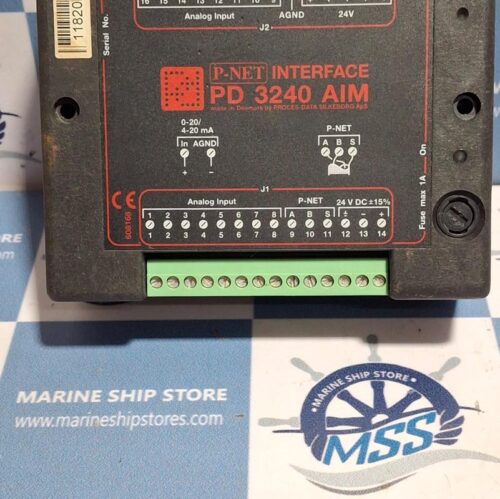 11820
Serial No.
16 15 14 13 12 11 10 9
Analog Input
AGND
24V
J2
P-NET INTERFACE
PD 3240 AIM
made in Denmark by PROCES-DATA SILKEBORG ApS
0-20/
4-20 mA
In AGND
+ -
P-NET
A B S
CE
608168
J1
Analog Input
P-NET
24 V DC ±15%
1 2 3 4 5 6 7 8 A B S - +
1 2 3 4 5 6 7 8 9 10 11 12 13 14
Fuse max 1A
On
MARINE SHIP STORE
www.marineshipstores.com
MARINE SHIP STORE
MSS